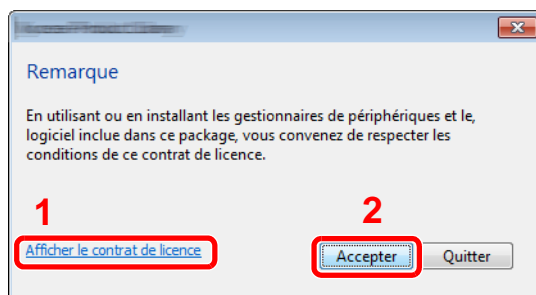 Remarque
En utilisant ou en installant les gestionnaires de périphériques et le,
logiciel inclue dans ce package, vous convenez de respecter les
conditions de ce contrat de licence.
1
2
Afficher le contrat de licence
Accepter
Quitter